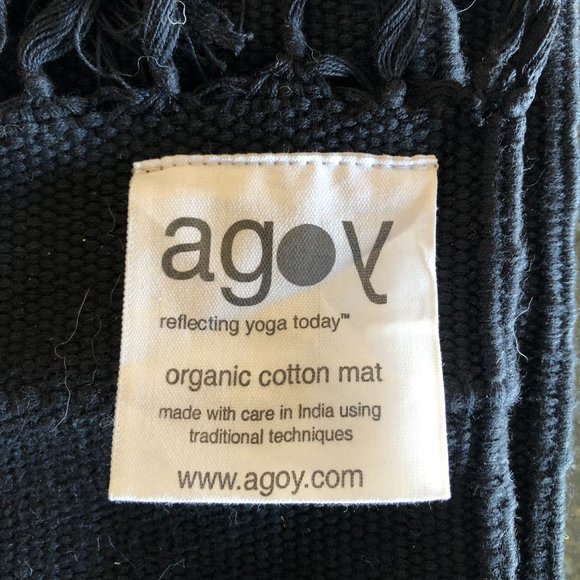 agoy
reflecting yoga today™
organic cotton mat
made with care in India using
traditional techniques
www.agoy.com